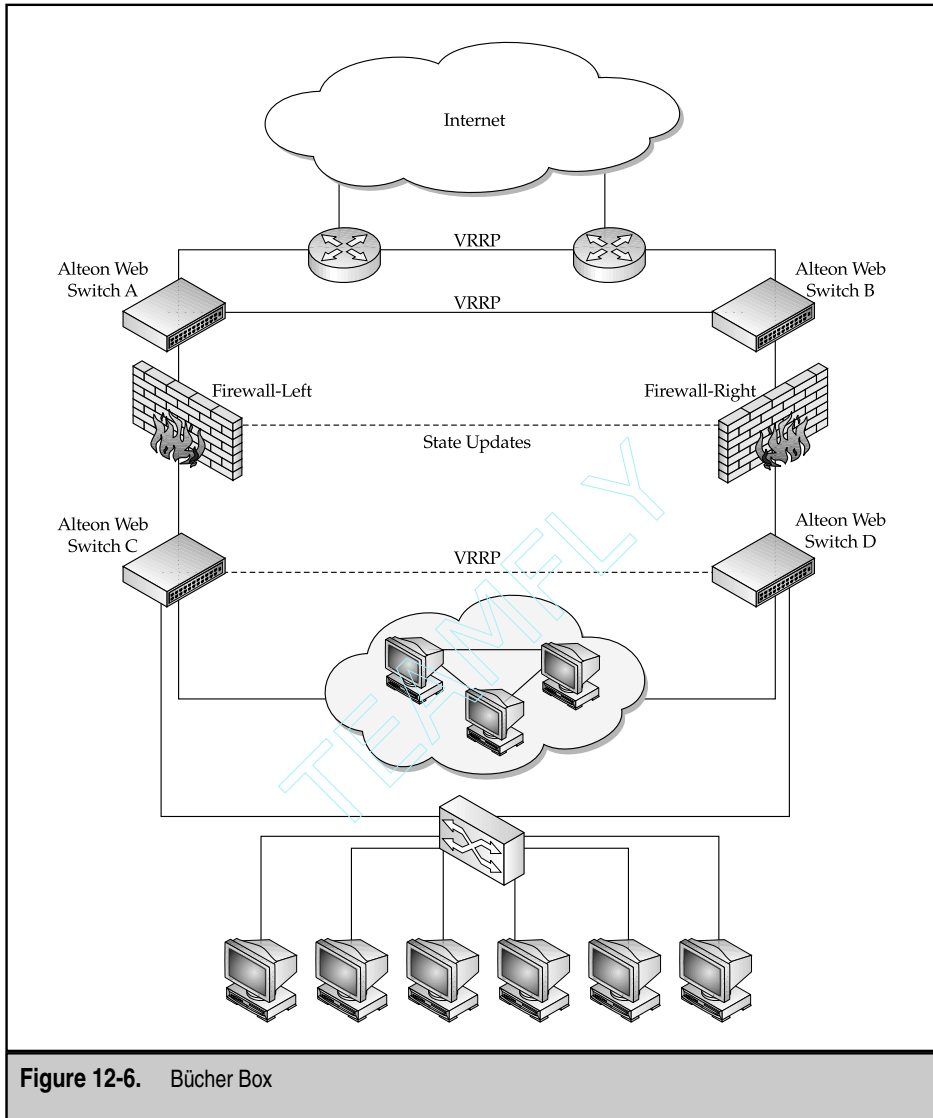 Internet
VRRP
Alteon Web
Switch A
Alteon Web
Switch B
VRRP
Firewall-Left
Firewall-Right
State Updates
Alteon Web
Switch C
Alteon Web
Switch D
VRRP
TEAMFLY
Figure 12-6. Bücher Box